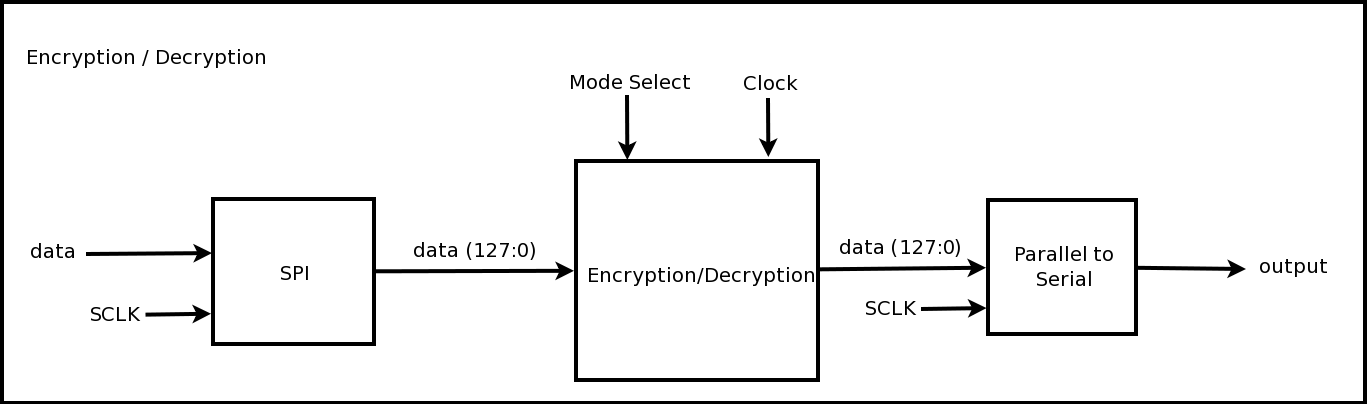 Encryption / Decryption
Mode Select
Clock
data
SCLK
SPI
data (127:0)
Encryption/Decryption
data (127:0)
SCLK
Parallel to
Serial
output